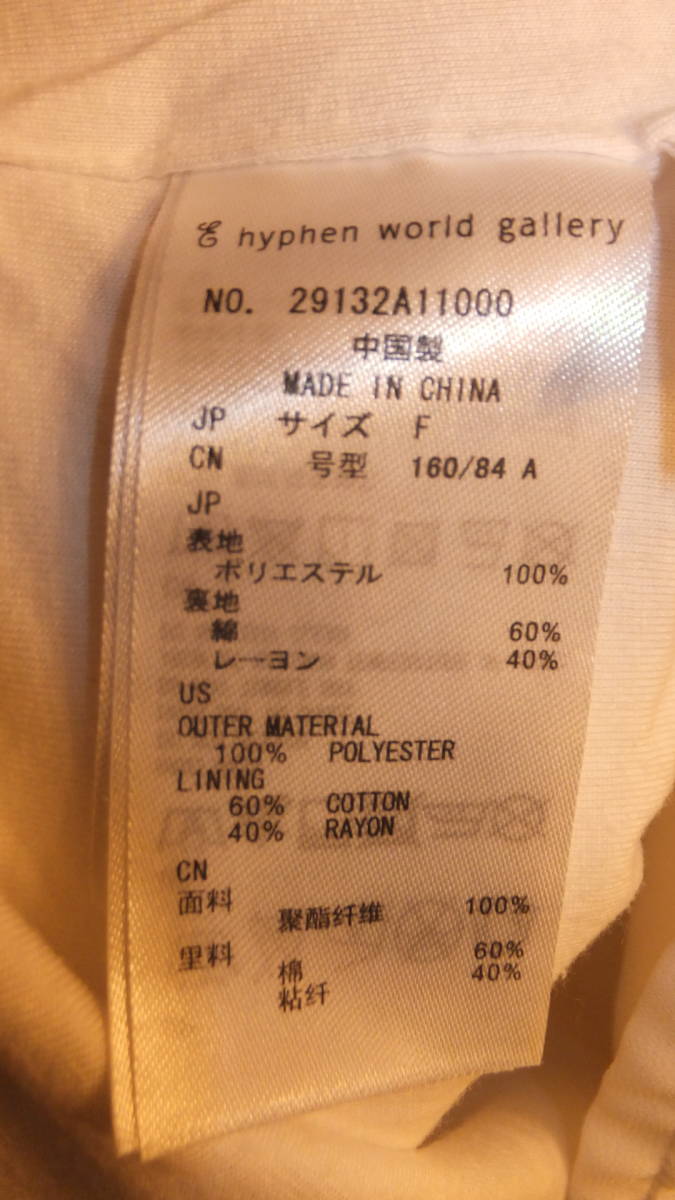 E hyphen world gallery
NO. 29132A11000
中国製
MADE IN CHINA
JP サイズ F
CN 号型 160/84 A
JP
表地
ポリエステル 100%
裏地
綿 60%
レーヨン 40%
US
OUTER MATERIAL
100% POLYESTER
LINING
60% COTTON
40% RAYON
CN
面料
聚酯纤维 100%
里料
棉 60%
粘纤 40%